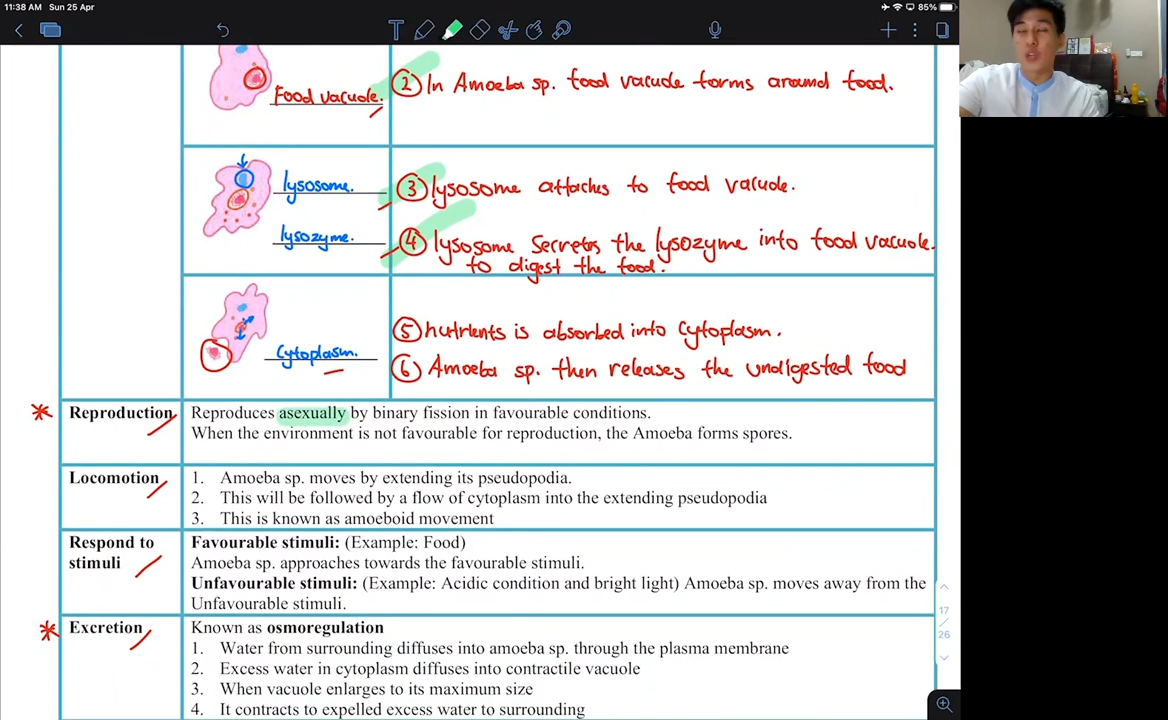 11:38 AM Sun 25 Apr
85%
Food vacuole.
② In Amoeba sp. food vacuole forms around food.
lysosome.
③ lysosome attaches to food vacuole.
lysozyme.
④ lysosome secretes the lysozyme into food vacuole.
to digest the food.
⑤ nutrients is absorbed into cytoplasm.
Cytoplasm.
⑥ Amoeba sp. then releases the undigested food
* Reproduction
Reproduces asexually by binary fission in favourable conditions.
When the environment is not favourable for reproduction, the Amoeba forms spores.
Locomotion
1. Amoeba sp. moves by extending its pseudopodia.
2. This will be followed by a flow of cytoplasm into the extending pseudopodia
3. This is known as amoeboid movement
Respond to
stimuli
Favourable stimuli: (Example: Food)
Amoeba sp. approaches towards the favourable stimuli.
Unfavourable stimuli: (Example: Acidic condition and bright light) Amoeba sp. moves away from the
Unfavourable stimuli.
17
/
26
* Excretion
Known as osmoregulation
1. Water from surrounding diffuses into amoeba sp. through the plasma membrane
2. Excess water in cytoplasm diffuses into contractile vacuole
3. When vacuole enlarges to its maximum size
4. It contracts to expelled excess water to surrounding